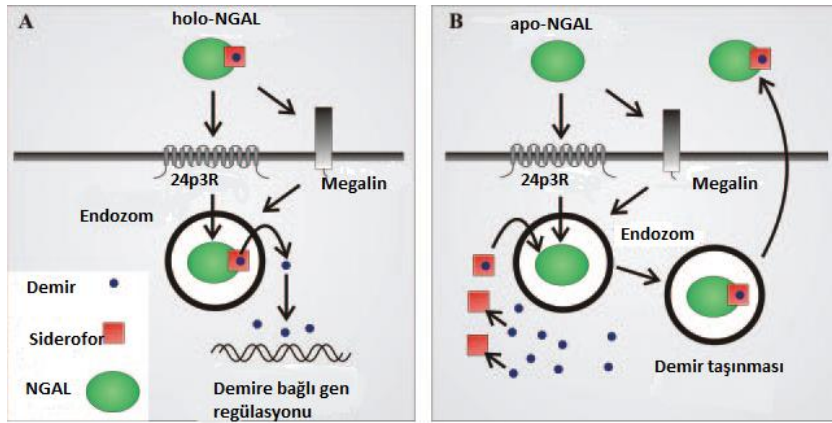 A
holo-NGAL
24p3R
Megalin
Endozom
Demir
Siderofor
NGAL
Demire bağlı gen
regülasyonu
B
apo-NGAL
24p3R
Megalin
Endozom
Demir taşınması